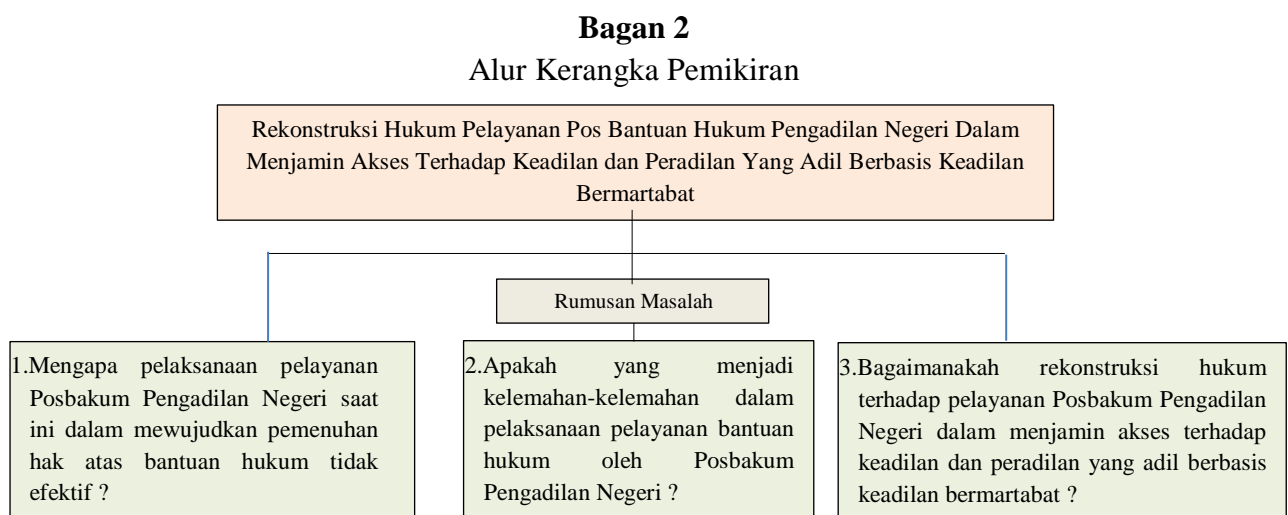 Bagan 2
Alur Kerangka Pemikiran
Rekonstruksi Hukum Pelayanan Pos Bantuan Hukum Pengadilan Negeri Dalam
Menjamin Akses Terhadap Keadilan dan Peradilan Yang Adil Berbasis Keadilan
Bermartabat
Rumusan Masalah
1.Mengapa pelaksanaan pelayanan
Posbakum Pengadilan Negeri saat
ini dalam mewujudkan pemenuhan
hak atas bantuan hukum tidak
efektif ?
2.Apakah yang menjadi
kelemahan-kelemahan dalam
pelaksanaan pelayanan bantuan
hukum oleh Posbakum
Pengadilan Negeri ?
3.Bagaimanakah rekonstruksi hukum
terhadap pelayanan Posbakum Pengadilan
Negeri dalam menjamin akses terhadap
keadilan dan peradilan yang adil berbasis
keadilan bermartabat ?